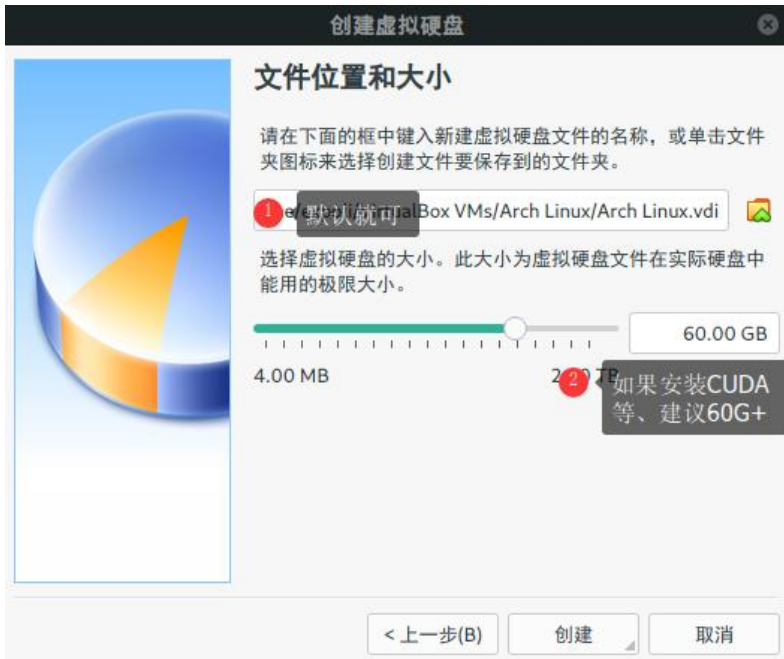 创建虚拟硬盘
文件位置和大小
请在下面的框中键入新建虚拟硬盘文件的名称，或单击文件
夹图标来选择创建文件要保存到的文件夹。
1 默认就可
Box VMs/Arch Linux/Arch Linux.vdi
选择虚拟硬盘的大小。此大小为虚拟硬盘文件在实际硬盘中
能用的极限大小。
60.00 GB
4.00 MB
2 如果安装CUDA
等、建议60G+
< 上一步(B) 创建 取消